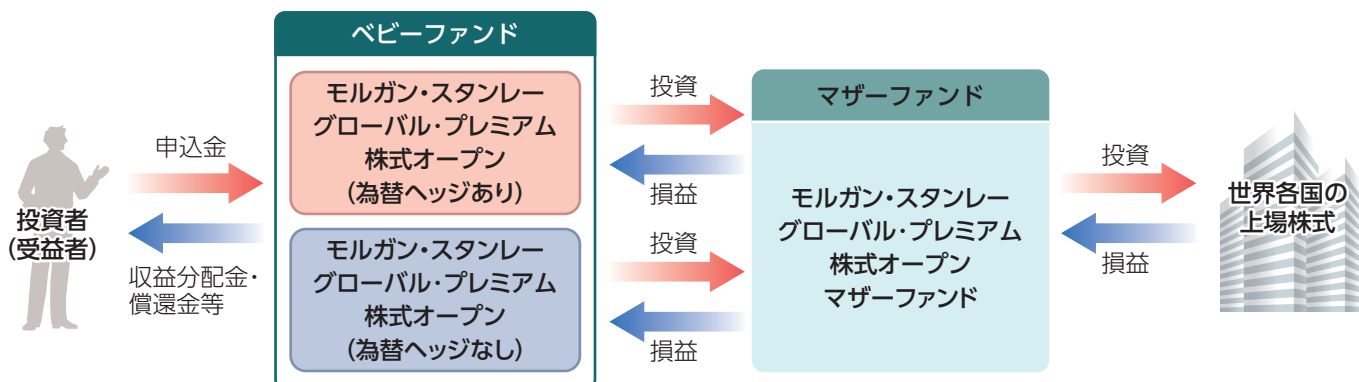 投資者
(受益者)
申込金
収益分配金・
償還金等
ベビーファンド
モルガン・スタンレー
グローバル・プレミアム
株式オープン
(為替ヘッジあり)
モルガン・スタンレー
グローバル・プレミアム
株式オープン
(為替ヘッジなし)
投資
損益
投資
損益
マザーファンド
モルガン・スタンレー
グローバル・プレミアム
株式オープン
マザーファンド
投資
損益
世界各国の
上場株式